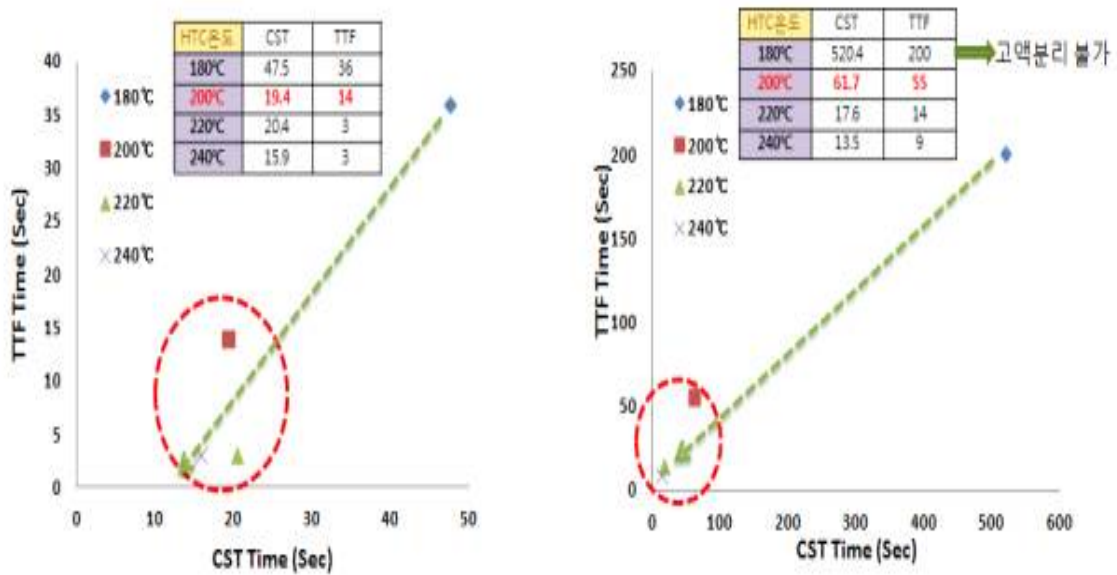 HTC온도 CST TTF
180℃ 47.5 36
200℃ 19.4 14
220℃ 20.4 3
240℃ 15.9 3
40
35
30
25
20
15
10
5
0
TTF Time (Sec)
180℃
200℃
220℃
240℃
0 10 20 30 40 50
CST Time (Sec)
HTC온도 CST TTF
180℃ 520.4 200
200℃ 61.7 55
220℃ 17.6 14
240℃ 13.5 9
고액분리 불가
250
200
150
100
50
0
TTF Time (Sec)
180℃
200℃
220℃
240℃
0 100 200 300 400 500 600
CST Time (Sec)